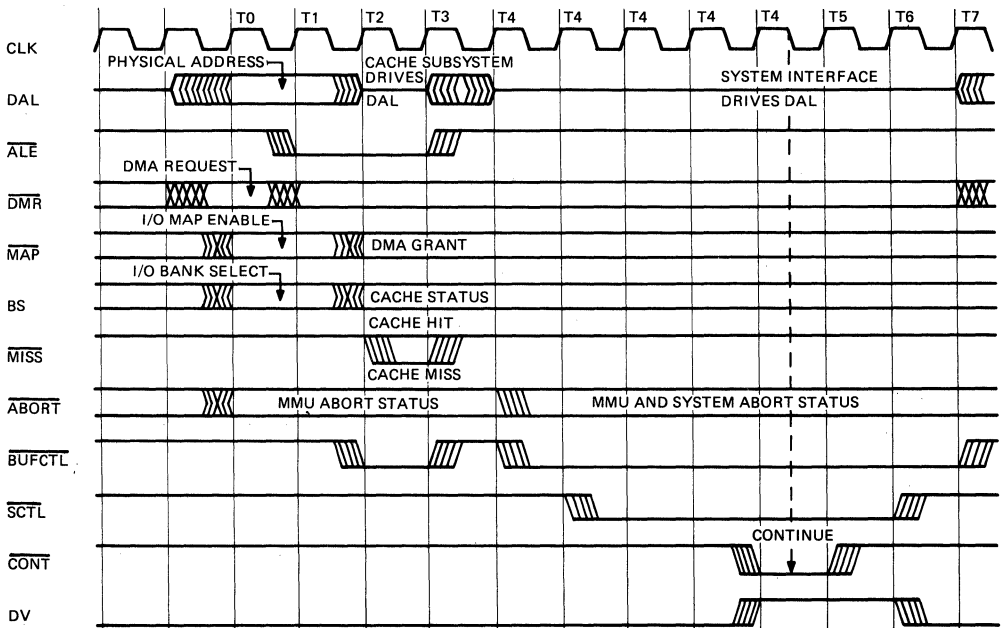 T0 T1 T2 T3 T4 T4 T4 T4 T4 T5 T6 T7
CLK
PHYSICAL ADDRESS
CACHE SUBSYSTEM
DRIVES
DAL
SYSTEM INTERFACE
DRIVES DAL
DAL
ALE
DMA REQUEST
DMR
I/O MAP ENABLE
MAP
DMA GRANT
I/O BANK SELECT
BS
CACHE STATUS
CACHE HIT
MISS
CACHE MISS
ABORT
MMU ABORT STATUS
MMU AND SYSTEM ABORT STATUS
BUFCTL
SCTL
CONTINUE
CONT
DV